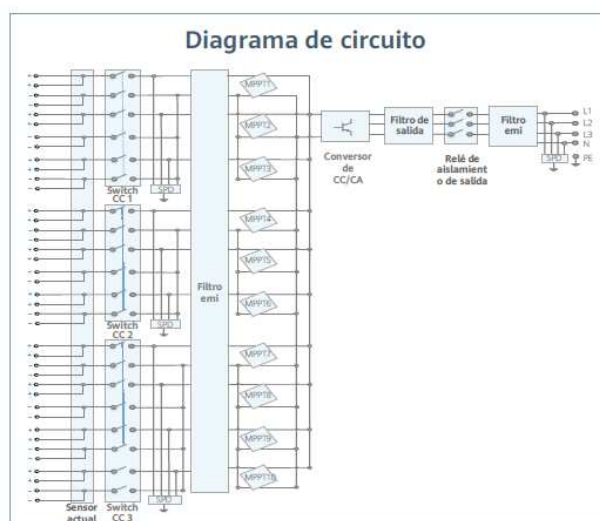 Diagrama de circuito
MPPT1
MPPT2
MPPT3
SPD
Switch
CC 1
MPPT4
MPPT5
MPPT6
SPD
Switch
CC 2
Filtro
emi
MPPT7
MPPT8
MPPT9
MPPT10
SPD
Sensor
actual
Switch
CC 3
Conversor
de
CC/CA
Filtro de
salida
Relé de
aislamient
o de salida
Filtro
emi
L1
L2
L3
N
SPD
PE